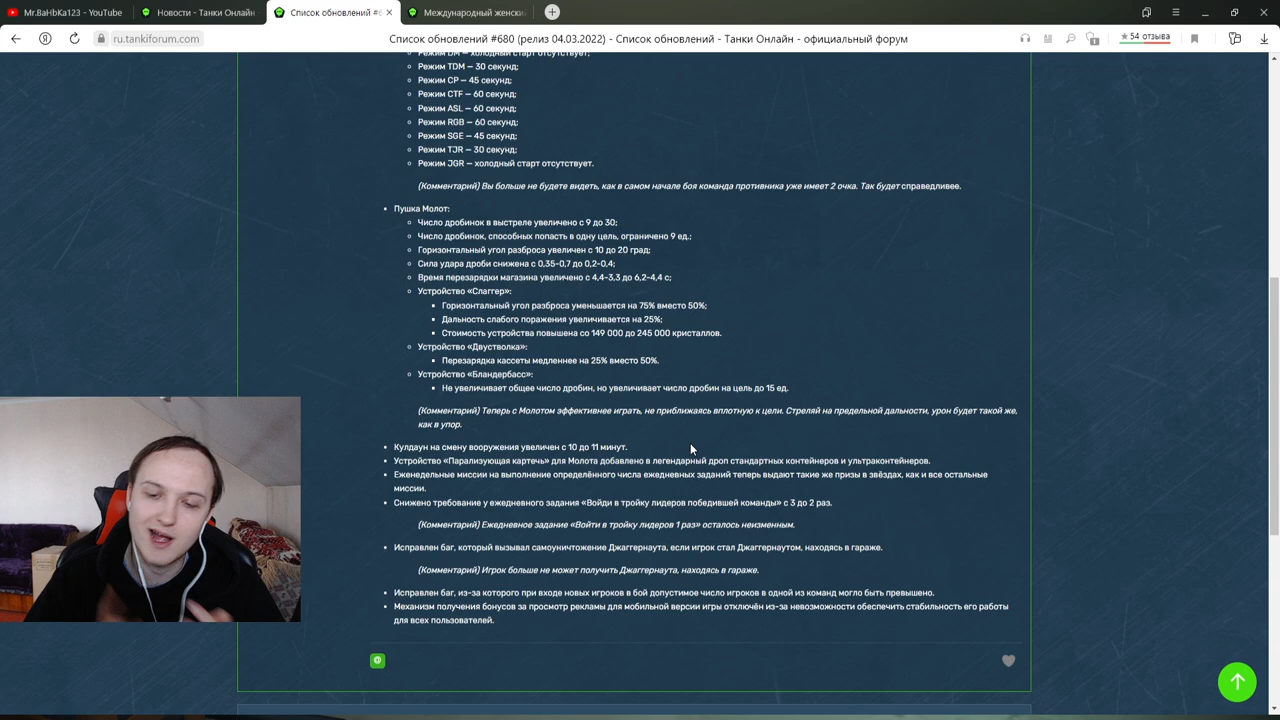 Mr.BaHbKa123 - YouTube
Новости - Танки Онлайн
Список обновлений #6
Международный женски
ru.tankiforum.com
Список обновлений #680 (релиз 04.03.2022) - Список обновлений - Танки Онлайн - официальный форум
★ 54 отзыва
Режим DM — холодный старт отсутствует.
Режим TDM — 30 секунд;
Режим CP — 45 секунд;
Режим CTF — 60 секунд;
Режим ASL — 60 секунд;
Режим RGB — 60 секунд;
Режим SGE — 45 секунд;
Режим TJR — 30 секунд;
Режим JGR — холодный старт отсутствует.
(Комментарий) Вы больше не будете видеть, как в самом начале боя команда противника уже имеет 2 очка. Так будет справедливее.
Пушка Молот:
Число дробинок в выстреле увеличено с 9 до 30;
Число дробинок, способных попасть в одну цель, ограничено 9 ед.;
Горизонтальный угол разброса увеличен с 10 до 20 град;
Сила удара дроби снижена с 0,35-0,7 до 0,2-0,4;
Время перезарядки магазина увеличено с 4,4-3,3 до 6,2-4,4 с;
Устройство «Слаггер»:
Горизонтальный угол разброса уменьшается на 75% вместо 50%;
Дальность слабого поражения увеличивается на 25%;
Стоимость устройства повышена со 149 000 до 245 000 кристаллов.
Устройство «Двустволка»:
Перезарядка кассеты медленнее на 25% вместо 50%.
Устройство «Бландербасс»:
Не увеличивает общее число дробин, но увеличивает число дробин на цель до 15 ед.
(Комментарий) Теперь с Молотом эффективнее играть, не приближаясь вплотную к цели. Стреляй на предельной дальности, урон будет такой же,
как в упор.
Кулдаун на смену вооружения увеличен с 10 до 11 минут.
Устройство «Парализующая картечь» для Молота добавлено в легендарный дроп стандартных контейнеров и ультраконтейнеров.
Еженедельные миссии на выполнение определённого числа ежедневных заданий теперь выдают такие же призы в звёздах, как и все остальные
миссии.
Снижено требование у ежедневного задания «Войди в тройку лидеров победившей команды» с 3 до 2 раз.
(Комментарий) Ежедневное задание «Войти в тройку лидеров 1 раз» осталось неизменным.
Исправлен баг, который вызывал самоуничтожение Джаггернаута, если игрок стал Джаггернаутом, находясь в гараже.
(Комментарий) Игрок больше не может получить Джаггернаута, находясь в гараже.
Исправлен баг, из-за которого при входе новых игроков в бой допустимое число игроков в одной из команд могло быть превышено.
Механизм получения бонусов за просмотр рекламы для мобильной версии игры отключён из-за невозможности обеспечить стабильность его работы
для всех пользователей.